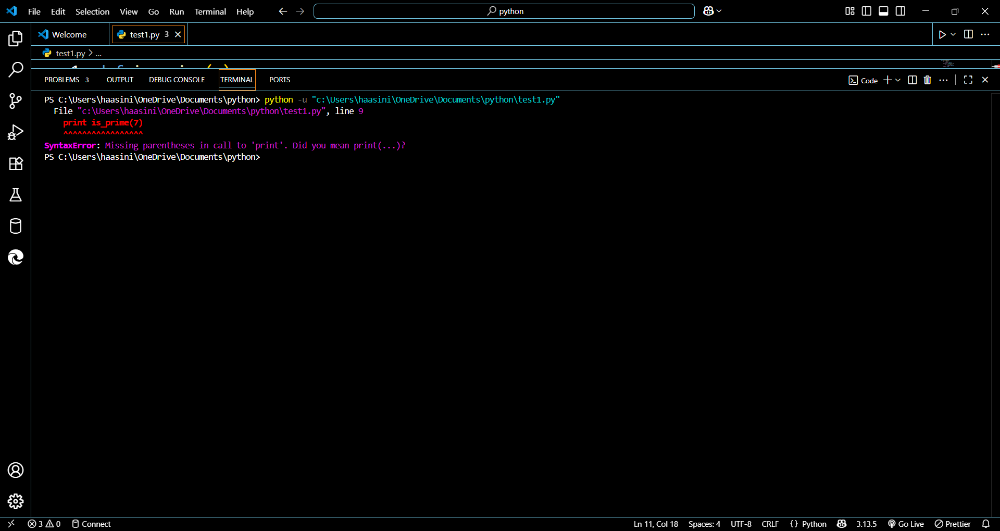 File Edit Selection View Go Run Terminal Help python
Welcome test1.py 3
test1.py > ...
PROBLEMS 3 OUTPUT DEBUG CONSOLE TERMINAL PORTS Code
PS C:\Users\haasini\OneDrive\Documents\python> python -u "c:\Users\haasini\OneDrive\Documents\python\test1.py"
File "c:\Users\haasini\OneDrive\Documents\python\test1.py", line 9
print is_prime(7)
^^^^^^^^^^^^^^^^^
SyntaxError: Missing parentheses in call to 'print'. Did you mean print(...)?
PS C:\Users\haasini\OneDrive\Documents\python>
3 0 Connect Ln 11, Col 18 Spaces: 4 UTF-8 CRLF {} Python 3.13.5 Go Live Prettier